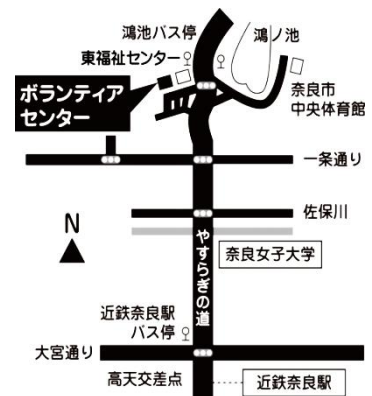 鴻池バス停
鴻ノ池
東福祉センター
ボランティア
センター
奈良市
中央体育館
一条通り
佐保川
N
やすらぎの道
奈良女子大学
近鉄奈良駅
バス停
大宮通り
高天交差点
近鉄奈良駅